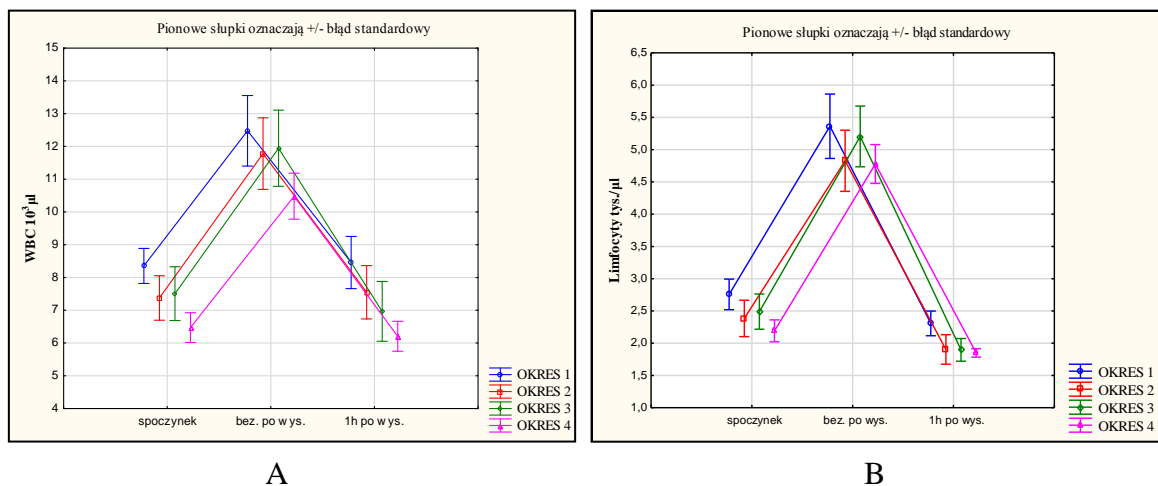 Pionowe słupki oznaczają +/- błąd standardowy
15
14
13
12
11
10
9
8
7
6
5
4
WBC 10³μl
spoczynek
bez. po wys.
1h po wys.
OKRES 1
OKRES 2
OKRES 3
OKRES 4
A
Pionowe słupki oznaczają +/- błąd standardowy
6,5
6,0
5,5
5,0
4,5
4,0
3,5
3,0
2,5
2,0
1,5
1,0
Limfocyty tys./ μl
spoczynek
bez. po wys.
1h po wys.
OKRES 1
OKRES 2
OKRES 3
OKRES 4
B